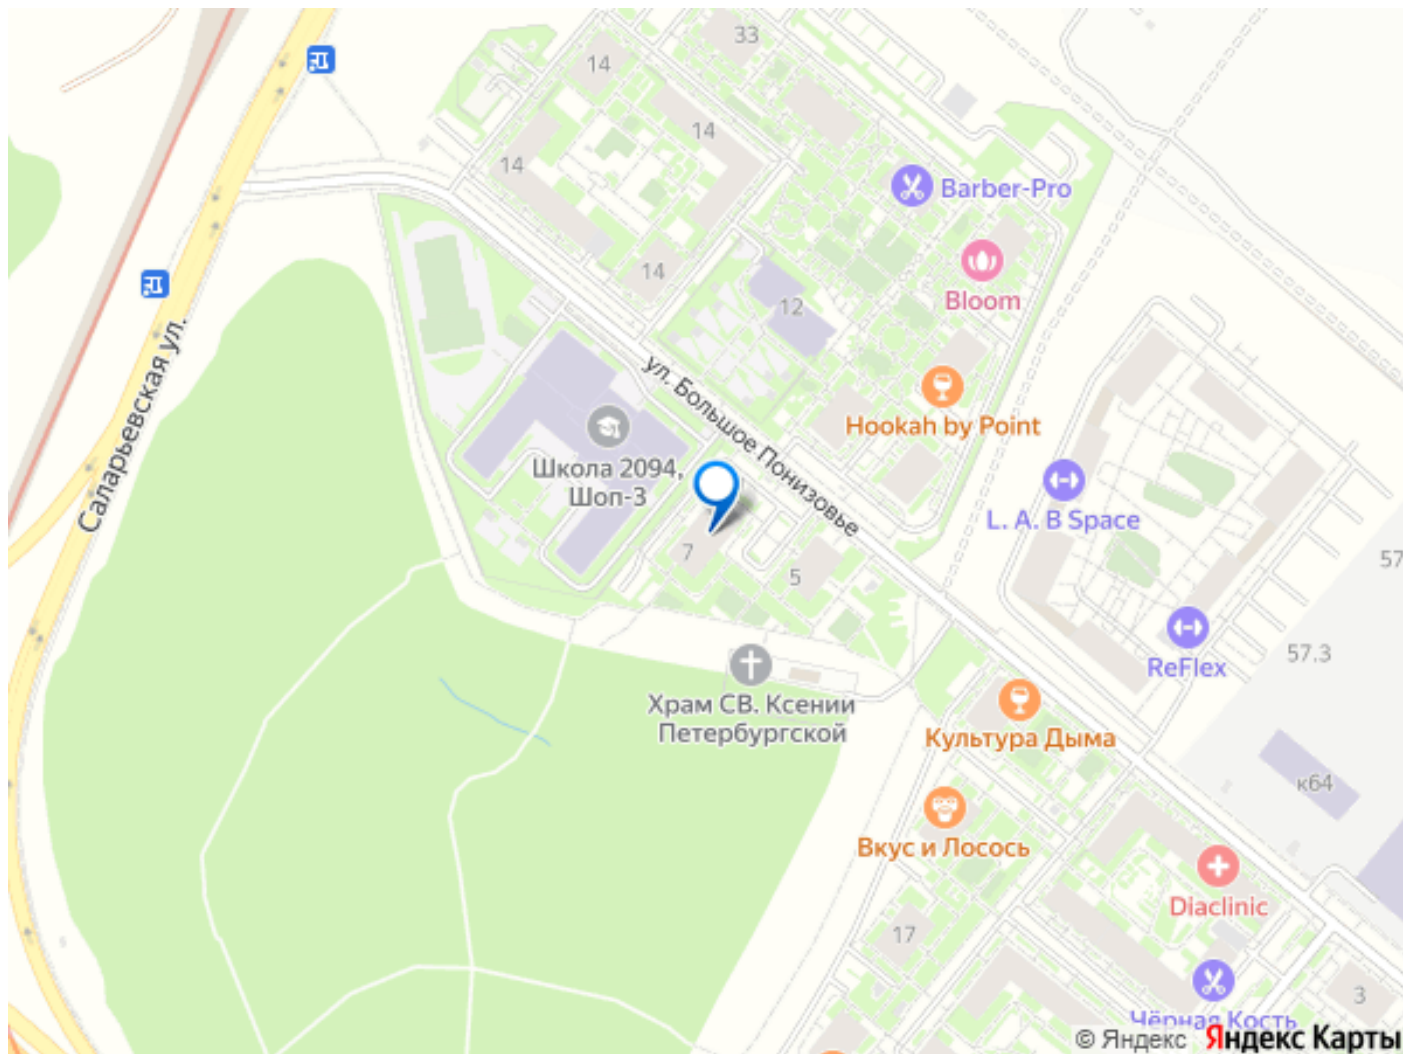 33
14
14
14
Barber-Pro
14
Bloom
12
Саларьевская ул.
ул. Большое Понизовье
Hookah by Point
Школа 2094,
Шоп-3
L. A. B Space
7
5
57
57.3
ReFlex
Храм СВ. Ксении
Петербургской
Культура Дыма
к64
Вкус и Лосось
Diaclinic
17
3
Чёрная Кость
© Яндекс Яндекс Карты